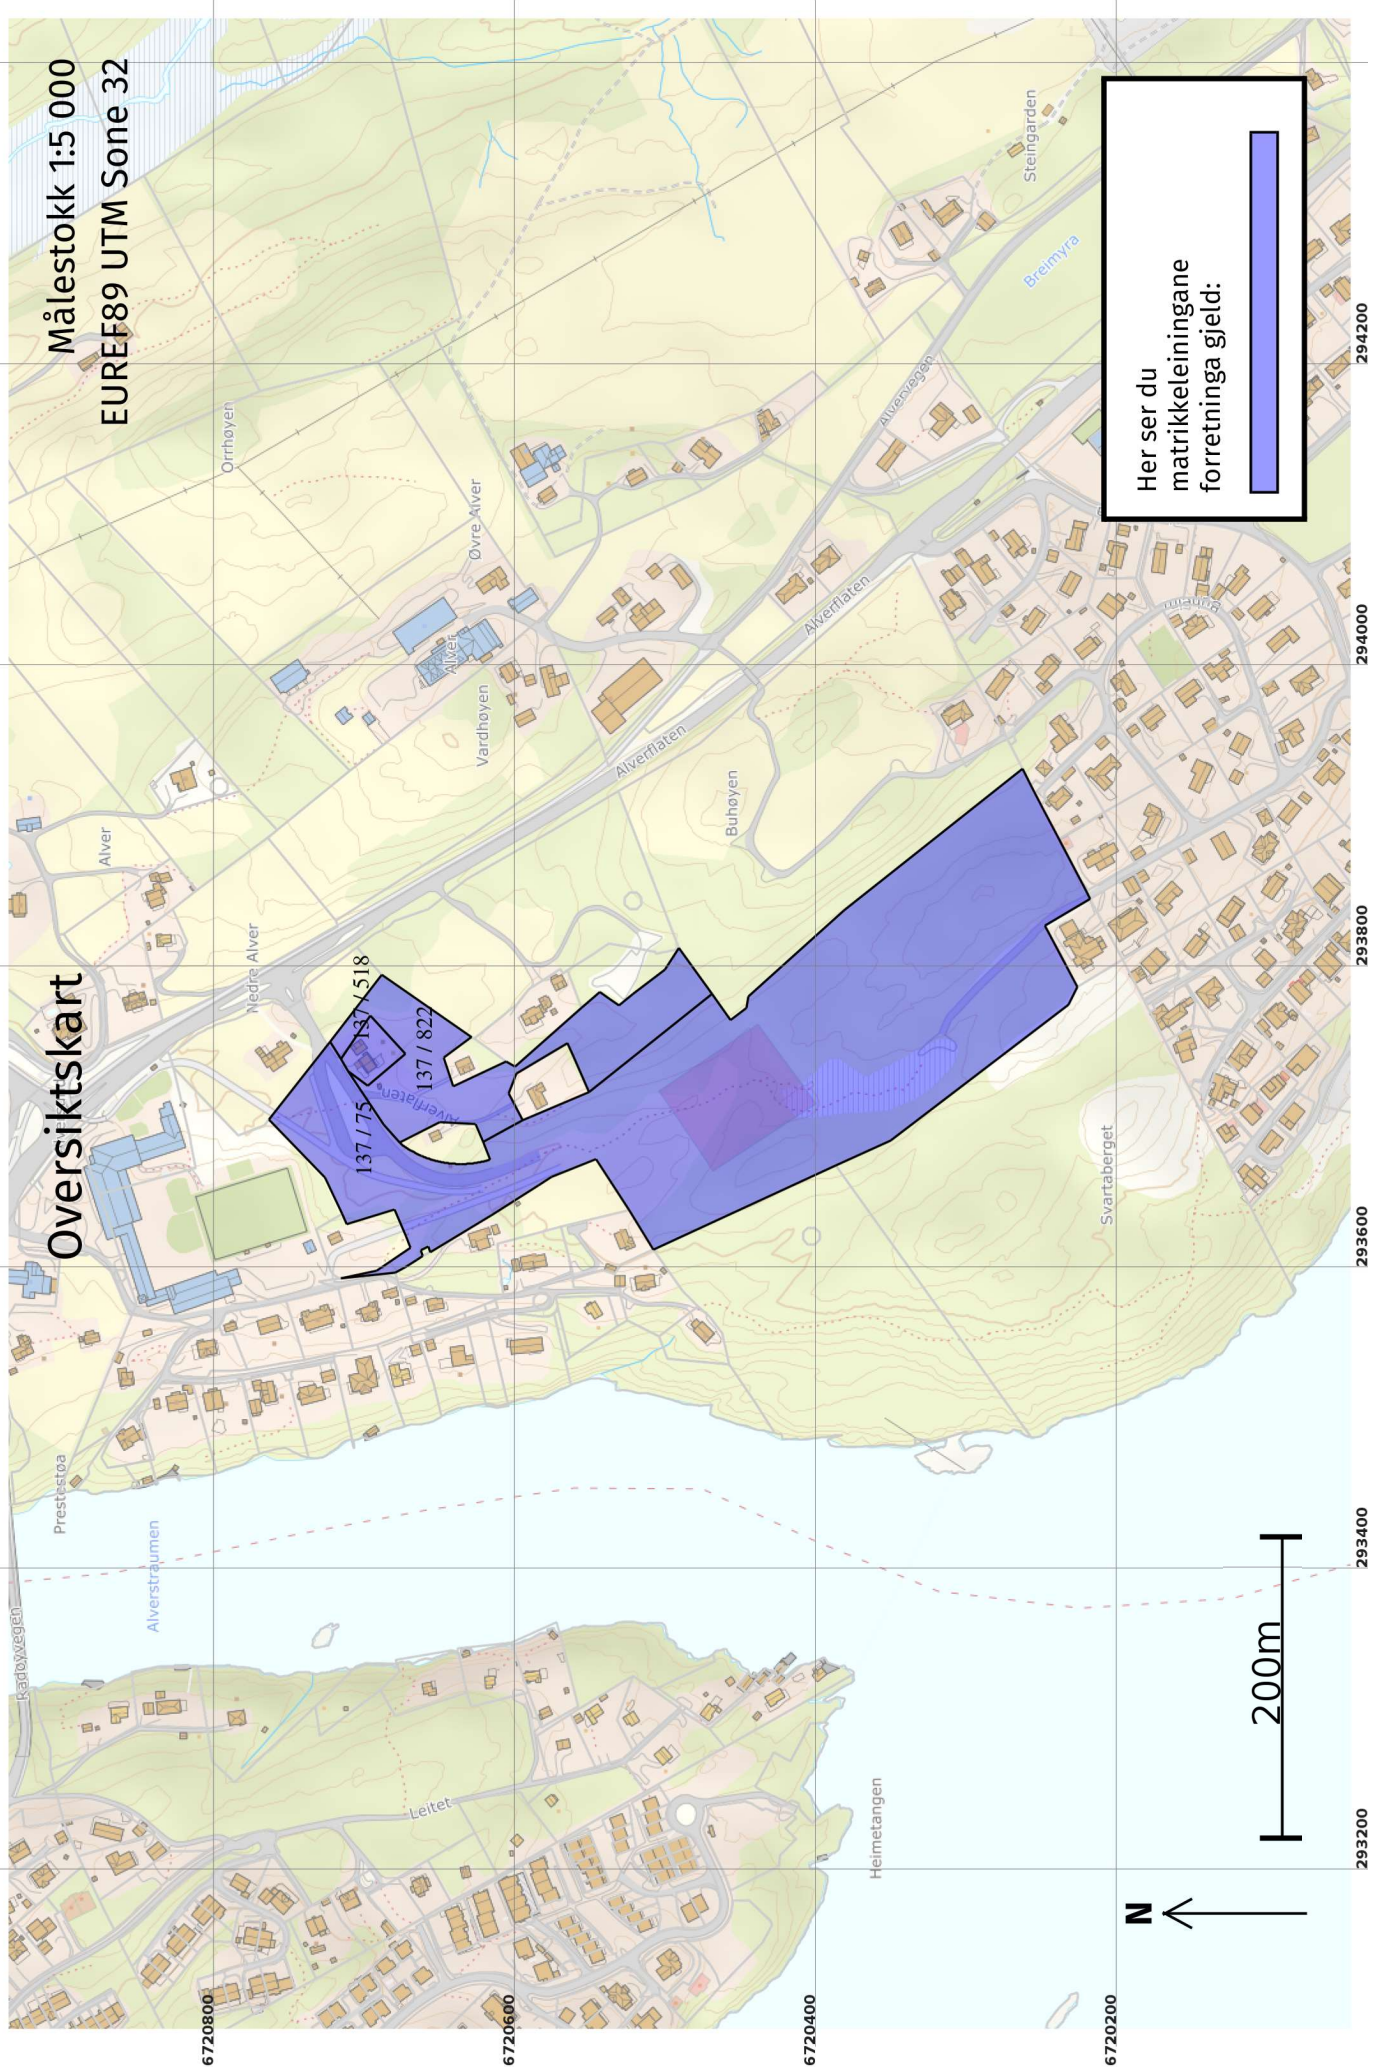 Oversiktskart
Målestokk 1:5 000
EUREF89 UTM Sone 32
Radøyvegen
Prestestøa
Alverstraumen
Alver
Nedre Alver
Orrhøyen
Øvre Alver
Alver
Vardhøyen
Alverflaten
137 / 518
137 / 822
137 / 75
Alverflaten
Buhøyen
Alverflaten
Alvervegen
Steingarden
Breimyra
Leitet
Svartaberget
Heimetangen
Her ser du
matrikkeleiningane
forretninga gjeld:
N
200m
6720800
6720600
6720400
6720200
293200
293400
293600
293800
294000
294200